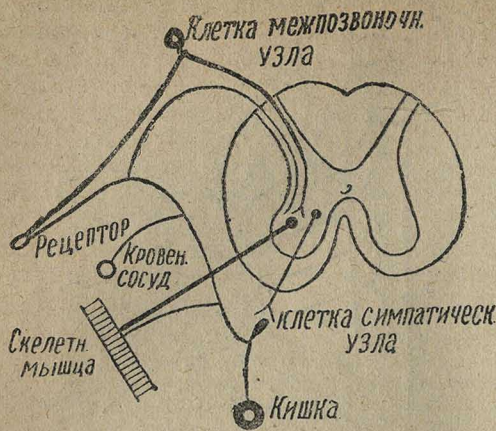 Клетка межпозвоночн.
узла
Рецептор
Кровен.
сосуд
Скелетн.
мышца
Клетка симпатическ.
узла
Кишка